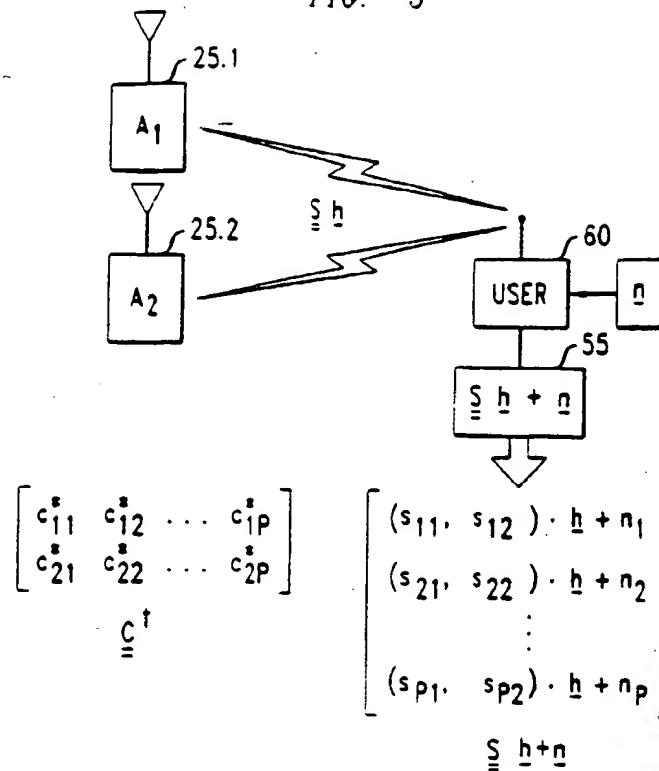 25.1
A₁
25.2
A₂
S̳ h̲
60
USER
n̲
55
S̳ h̲ + n̲
[c*₁₁ c*₁₂ ... c*₁P]
[c*₂₁ c*₂₂ ... c*₂P]
C̳†
(s₁₁, s₁₂) · h̲ + n₁
(s₂₁, s₂₂) · h̲ + n₂
⋮
(sP₁, sP₂) · h̲ + nP
S̳ h̲+n̲